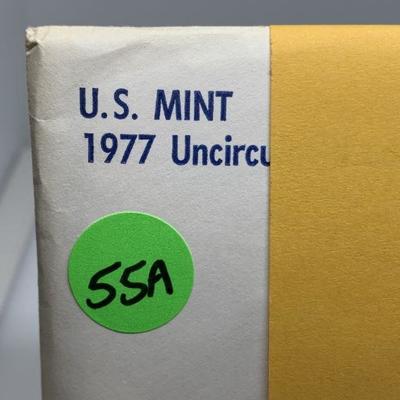 U.S. MINT
1977 Uncircu
55A